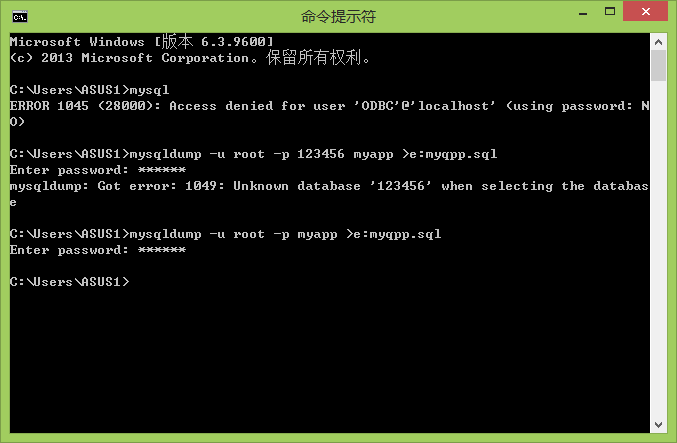 命令提示符
Microsoft Windows [版本 6.3.9600]
(c) 2013 Microsoft Corporation。保留所有权利。
C:\Users\ASUS1>mysql
ERROR 1045 (28000): Access denied for user 'ODBC'@'localhost' (using password: N
O)
C:\Users\ASUS1>mysqldump -u root -p 123456 myapp >e:myqpp.sql
Enter password: ******
mysqldump: Got error: 1049: Unknown database '123456' when selecting the databas
e
C:\Users\ASUS1>mysqldump -u root -p myapp >e:myqpp.sql
Enter password: ******
C:\Users\ASUS1>